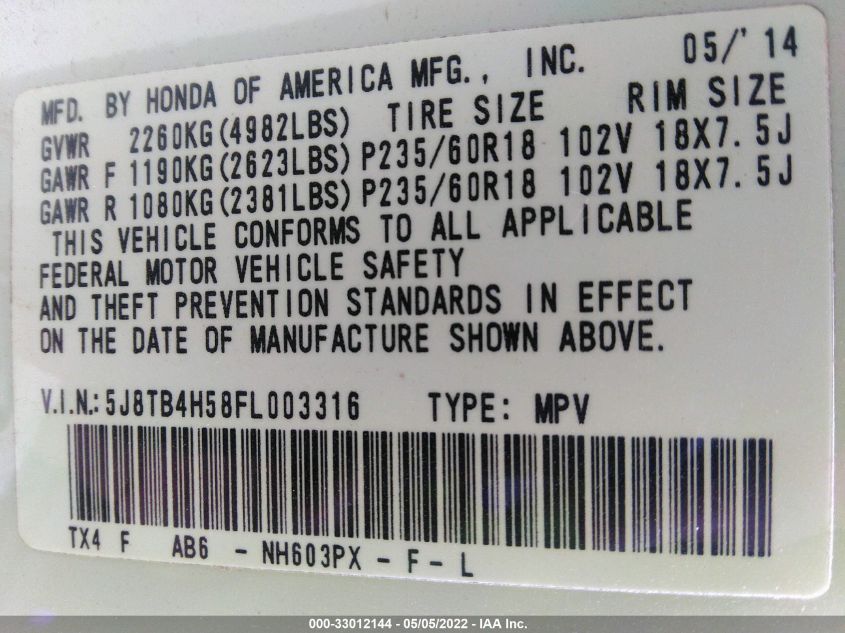 MFD. BY HONDA OF AMERICA MFG., INC. 05/'14
GVWR 2260KG(4982LBS) TIRE SIZE RIM SIZE
GAWR F 1190KG(2623LBS) P235/60R18 102V 18X7.5J
GAWR R 1080KG(2381LBS) P235/60R18 102V 18X7.5J
THIS VEHICLE CONFORMS TO ALL APPLICABLE
FEDERAL MOTOR VEHICLE SAFETY
AND THEFT PREVENTION STANDARDS IN EFFECT
ON THE DATE OF MANUFACTURE SHOWN ABOVE.
V.I.N.: 5J8TB4H58FL003316 TYPE: MPV
TX4 F AB6 - NH603PX - F - L
000-33012144 - 05/05/2022 - IAA Inc.